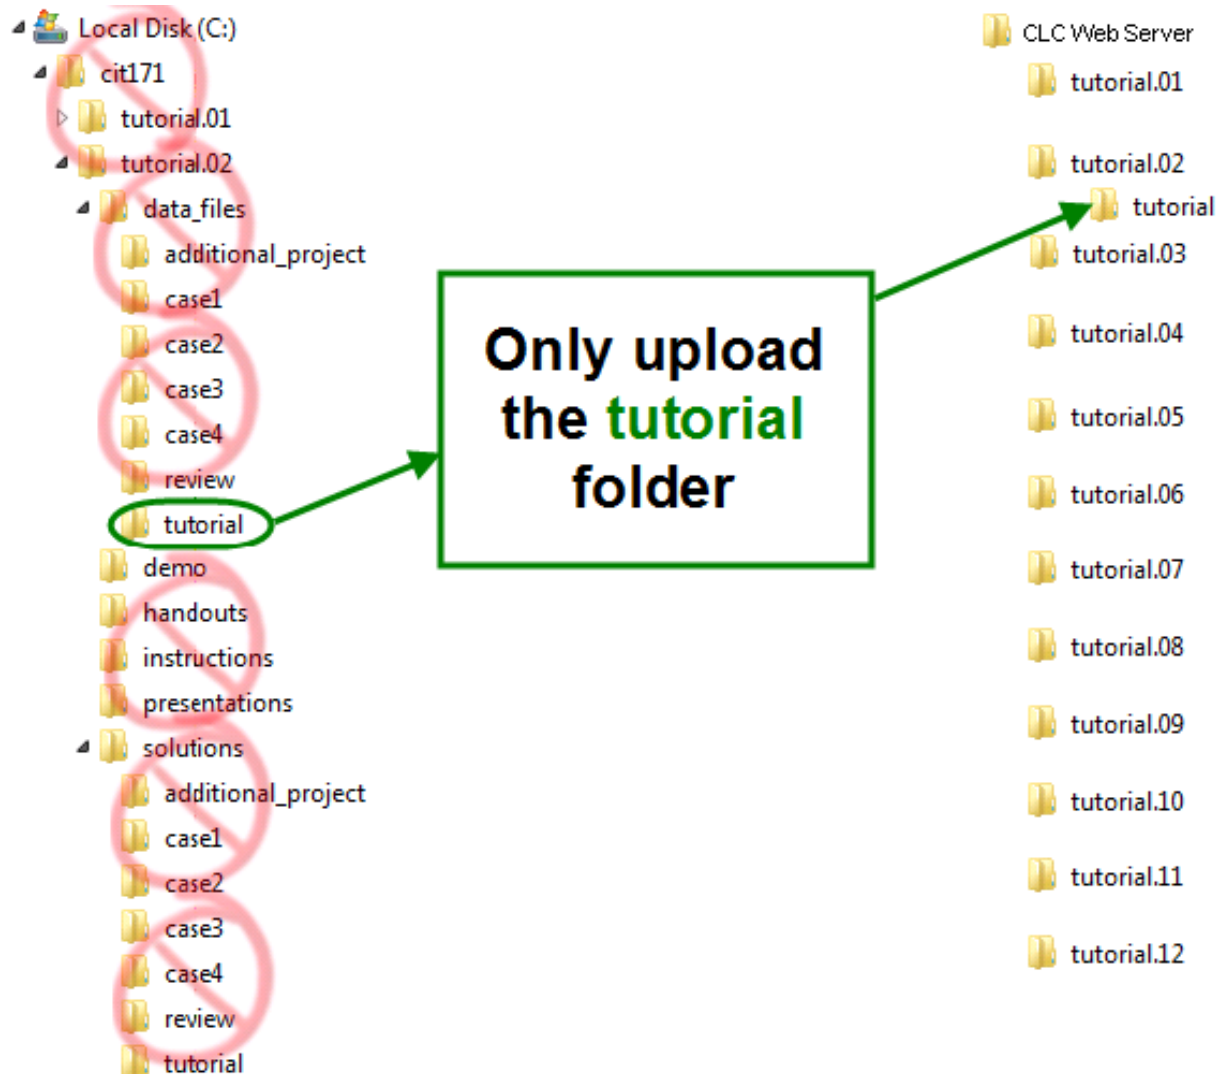 Local Disk (C:)
cit171
tutorial.01
tutorial.02
data_files
additional_project
case1
case2
case3
case4
review
tutorial
demo
handouts
instructions
presentations
solutions
additional_project
case1
case2
case3
case4
review
tutorial
Only upload
the tutorial
folder
CLC Web Server
tutorial.01
tutorial.02
tutorial
tutorial.03
tutorial.04
tutorial.05
tutorial.06
tutorial.07
tutorial.08
tutorial.09
tutorial.10
tutorial.11
tutorial.12